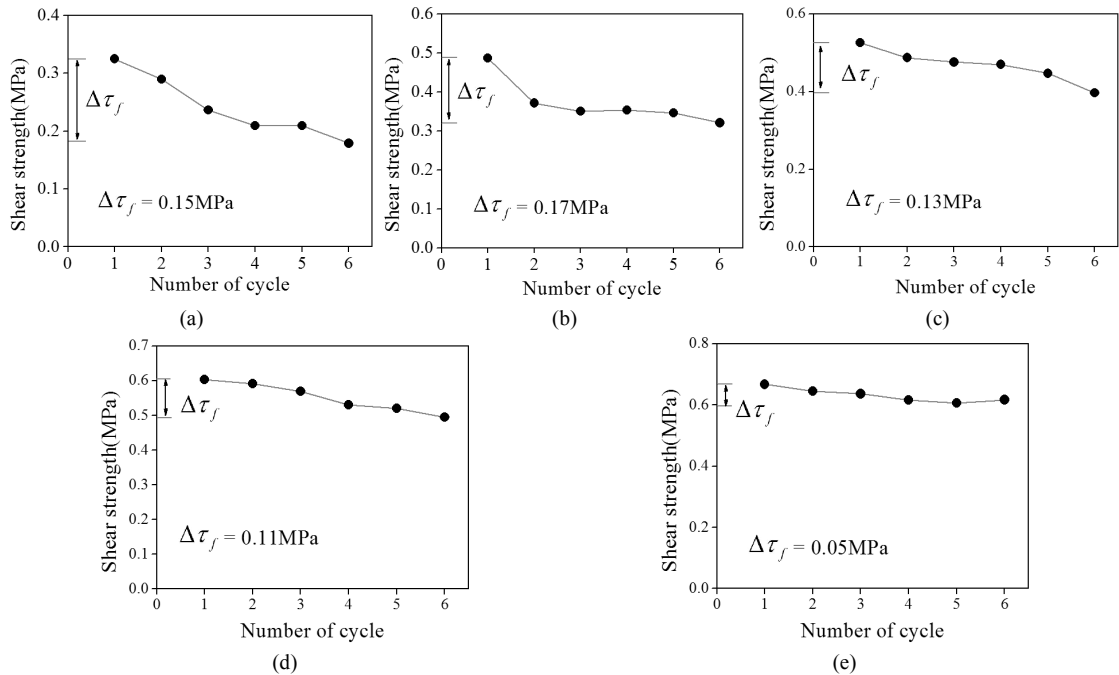 Shear strength(MPa)
0.4
0.3
0.2
0.1
0.0
Δτf
Δτf = 0.15MPa
0 1 2 3 4 5 6
Number of cycle
(a)
Shear strength(MPa)
0.6
0.5
0.4
0.3
0.2
0.1
0.0
Δτf
Δτf = 0.17MPa
0 1 2 3 4 5 6
Number of cycle
(b)
Shear strength(MPa)
0.6
0.4
0.2
0.0
Δτf
Δτf = 0.13MPa
0 1 2 3 4 5 6
Number of cycle
(c)
Shear strength(MPa)
0.7
0.6
0.5
0.4
0.3
0.2
0.1
0.0
Δτf
Δτf = 0.11MPa
0 1 2 3 4 5 6
Number of cycle
(d)
Shear strength(MPa)
0.8
0.6
0.4
0.2
0.0
Δτf
Δτf = 0.05MPa
0 1 2 3 4 5 6
Number of cycle
(e)